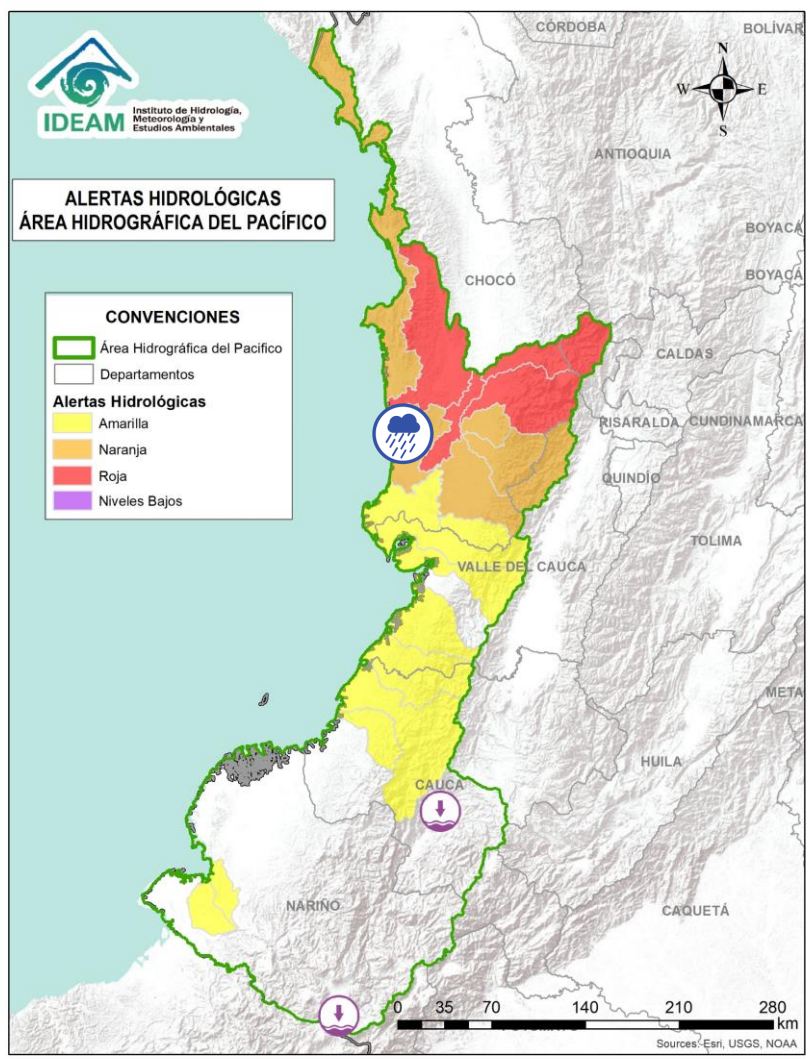 CÓRDOBA
BOLÍVAR
IDEAM
Instituto de Hidrología,
Meteorología y
Estudios Ambientales
N
W
E
S
ANTIOQUIA
ALERTAS HIDROLÓGICAS
ÁREA HIDROGRÁFICA DEL PACÍFICO
BOYACÁ
BOYACÁ
CHOCÓ
CONVENCIONES
Área Hidrográfica del Pacifico
Departamentos
Alertas Hidrológicas
Amarilla
Naranja
Roja
Niveles Bajos
CALDAS
RISARALDA
CUNDINAMARCA
QUINDÍO
TOLIMA
VALLE DEL CAUCA
META
HUILA
CAUCA
NARIÑO
CAQUETÁ
0 35 70 140 210 280
km
Sources: Esri, USGS, NOAA